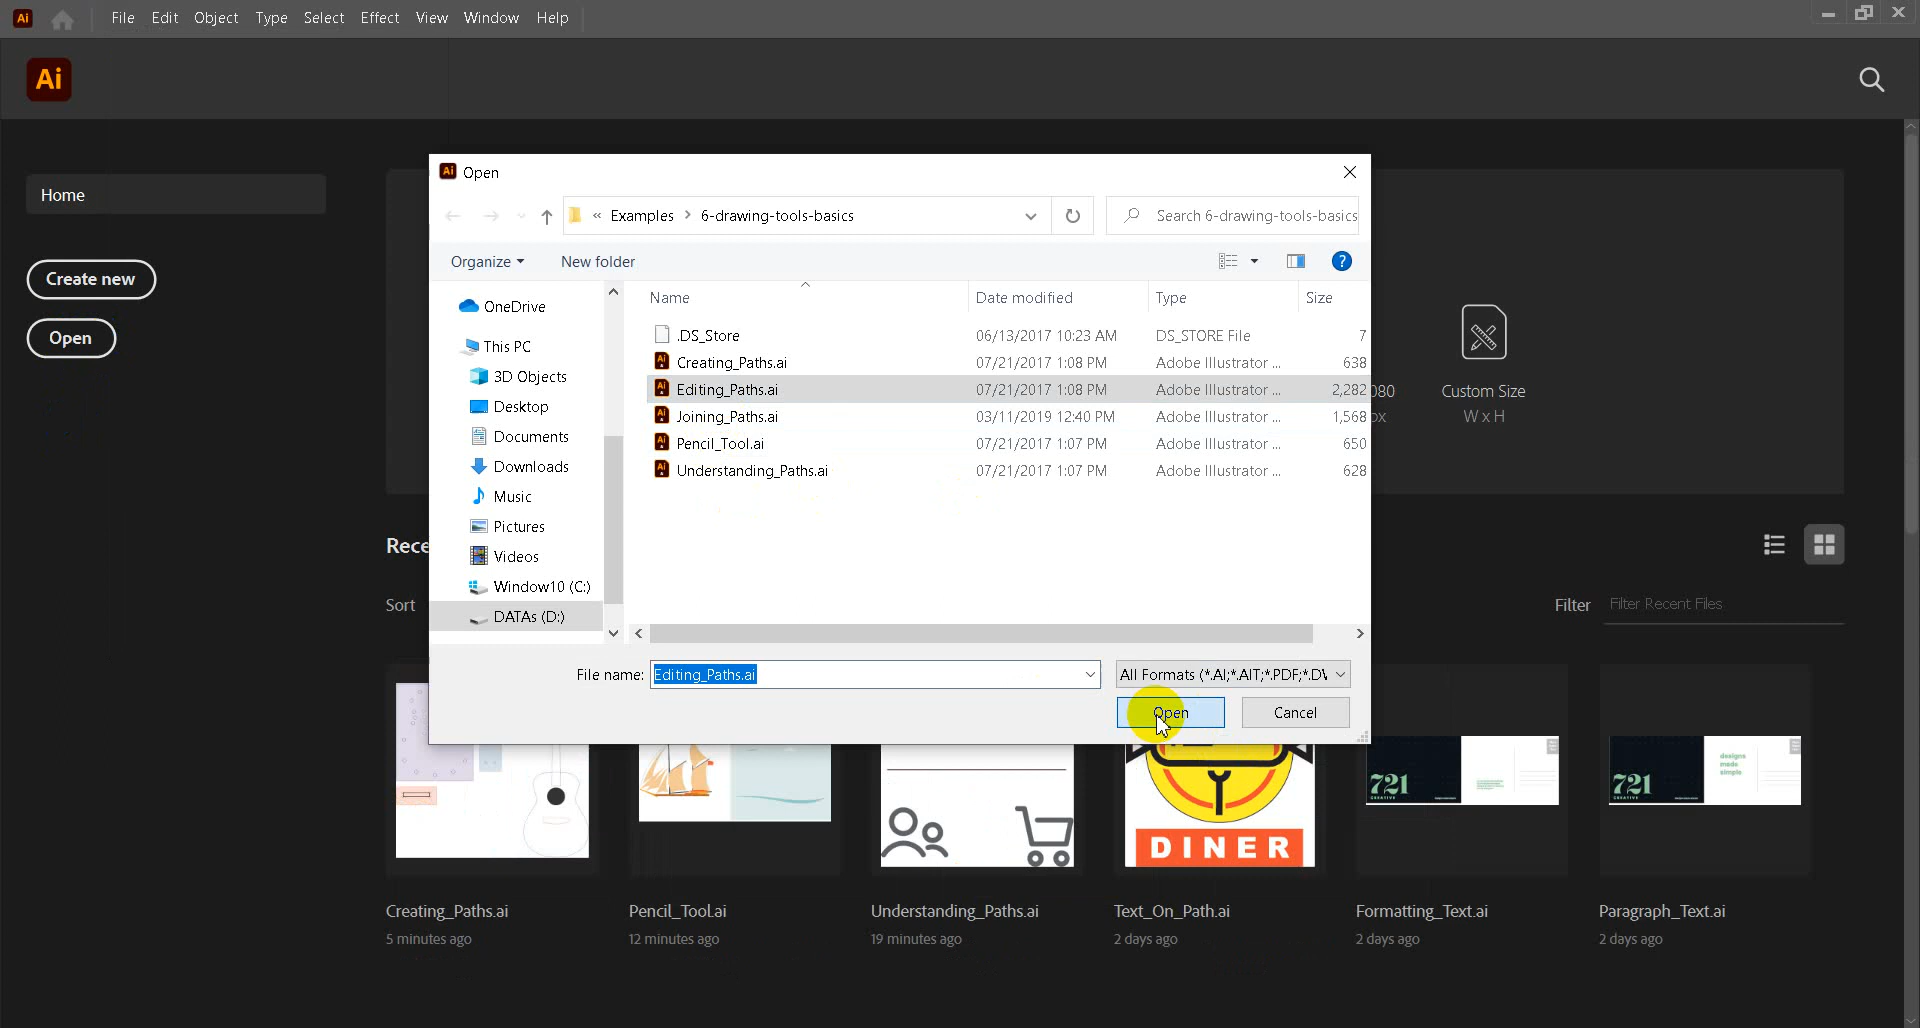 Ai File Edit Object Type Select Effect View Window Help
Ai
Home
Create new
Open
Ai Open
« Examples > 6-drawing-tools-basics
Search 6-drawing-tools-basics
Organize
New folder
OneDrive
This PC
3D Objects
Desktop
Documents
Downloads
Music
Pictures
Videos
Window10 (C:)
DATAs (D:)
Name Date modified Type Size
.DS_Store 06/13/2017 10:23 AM DS_STORE File 7
Creating_Paths.ai 07/21/2017 1:08 PM Adobe Illustrator ... 638
Editing_Paths.ai 07/21/2017 1:08 PM Adobe Illustrator ... 2,282
Joining_Paths.ai 03/11/2019 12:40 PM Adobe Illustrator ... 1,568
Pencil_Tool.ai 07/21/2017 1:07 PM Adobe Illustrator ... 650
Understanding_Paths.ai 07/21/2017 1:07 PM Adobe Illustrator ... 628
File name: Editing_Paths.ai
All Formats (*.AI;*.AIT;*.PDF;*.D
Open
Cancel
080
px
Custom Size
W x H
Rece
Sort
Filter
Filter Recent Files
DINER
721
CREATIVE
721
CREATIVE
designs
made
simple
Creating_Paths.ai
5 minutes ago
Pencil_Tool.ai
12 minutes ago
Understanding_Paths.ai
19 minutes ago
Text_On_Path.ai
2 days ago
Formatting_Text.ai
2 days ago
Paragraph_Text.ai
2 days ago